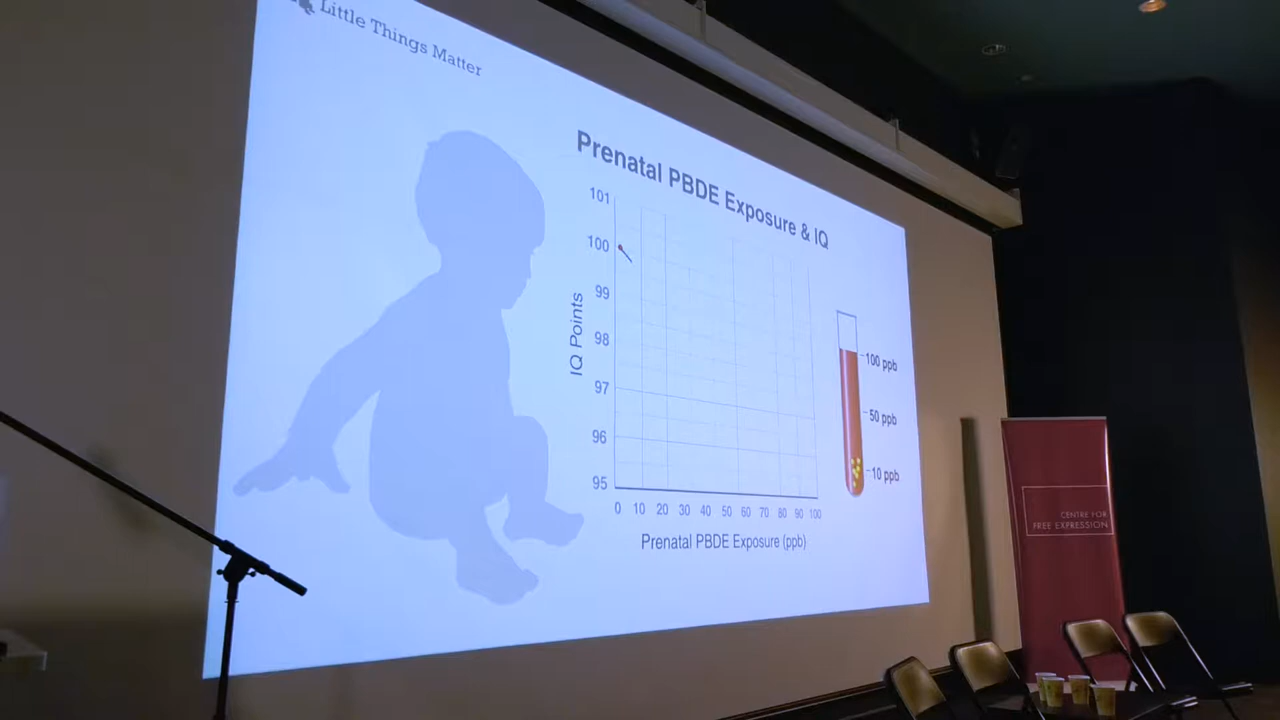 Little Things Matter
Prenatal PBDE Exposure & IQ
101
100
99
98
97
96
95
IQ Points
0 10 20 30 40 50 60 70 80 90 100
Prenatal PBDE Exposure (ppb)
100 ppb
50 ppb
10 ppb
CENTRE FOR
FREE EXPRESSION